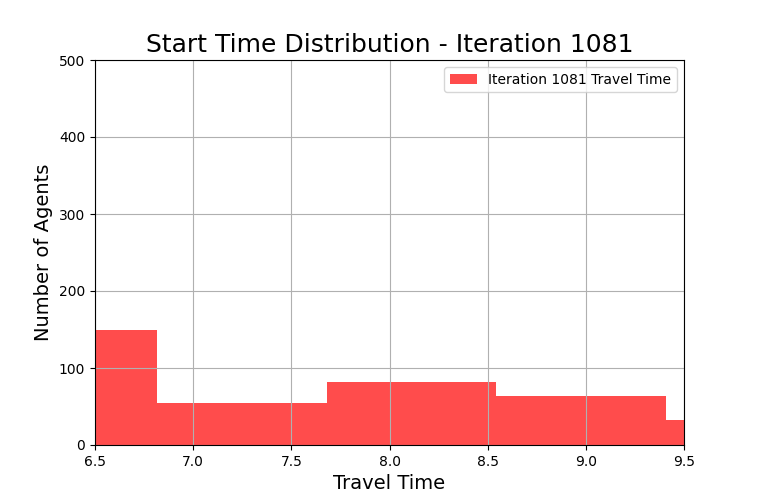 Start Time Distribution - Iteration 1081
Iteration 1081 Travel Time
Number of Agents
500
400
300
200
100
0
6.5 7.0 7.5 8.0 8.5 9.0 9.5
Travel Time